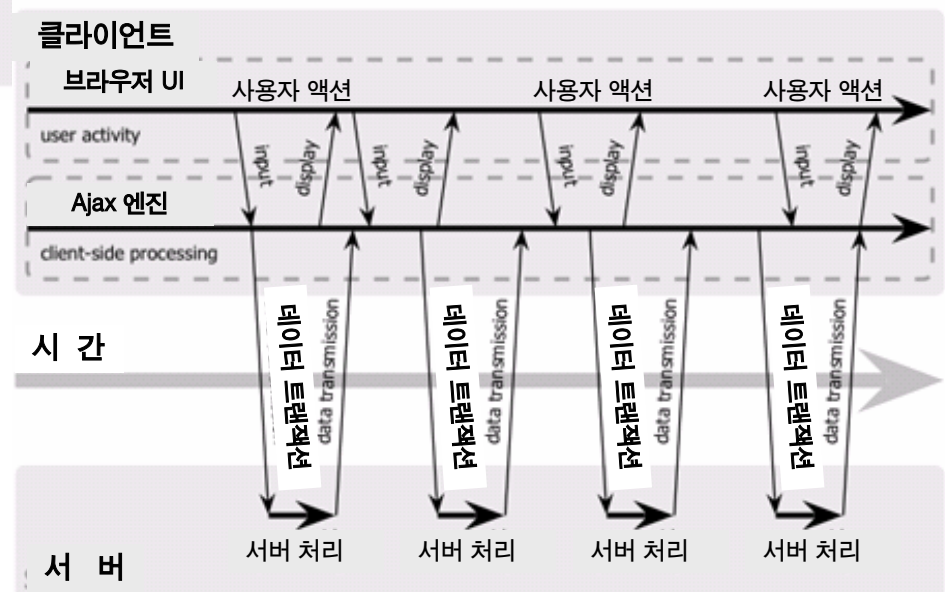 클라이언트
브라우저 UI
사용자 액션
사용자 액션
사용자 액션
user activity
input
display
input
display
input
display
input
display
Ajax 엔진
client-side processing
데이터 트랜잭션
data transmission
데이터 트랜잭션
data transmission
데이터 트랜잭션
data transmission
데이터 트랜잭션
data transmission
시 간
서버 처리
서버 처리
서버 처리
서버 처리
서 버